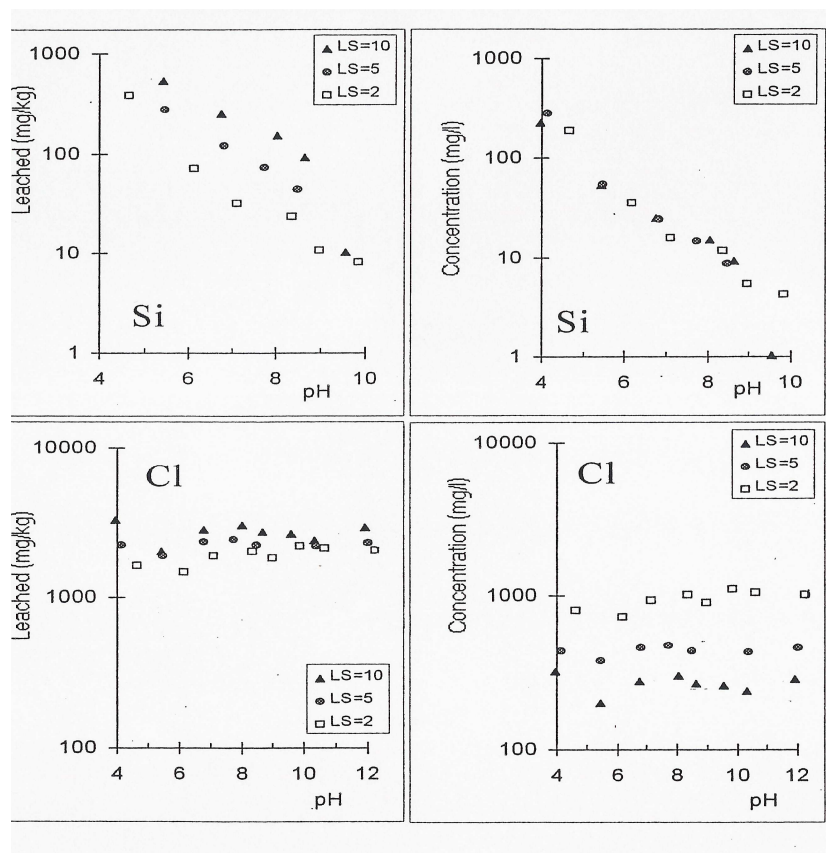 1000
100
10
1
Leached (mg/kg)
▲ LS=10
● LS=5
□ LS=2
Si
4 6 8 10
pH
1000
100
10
1
Concentration (mg/l)
▲ LS=10
● LS=5
□ LS=2
Si
4 6 8 10
pH
10000
1000
100
Leached (mg/kg)
Cl
▲ LS=10
● LS=5
□ LS=2
4 6 8 10 12
pH
10000
1000
100
Concentration (mg/l)
Cl
▲ LS=10
● LS=5
□ LS=2
4 6 8 10 12
pH